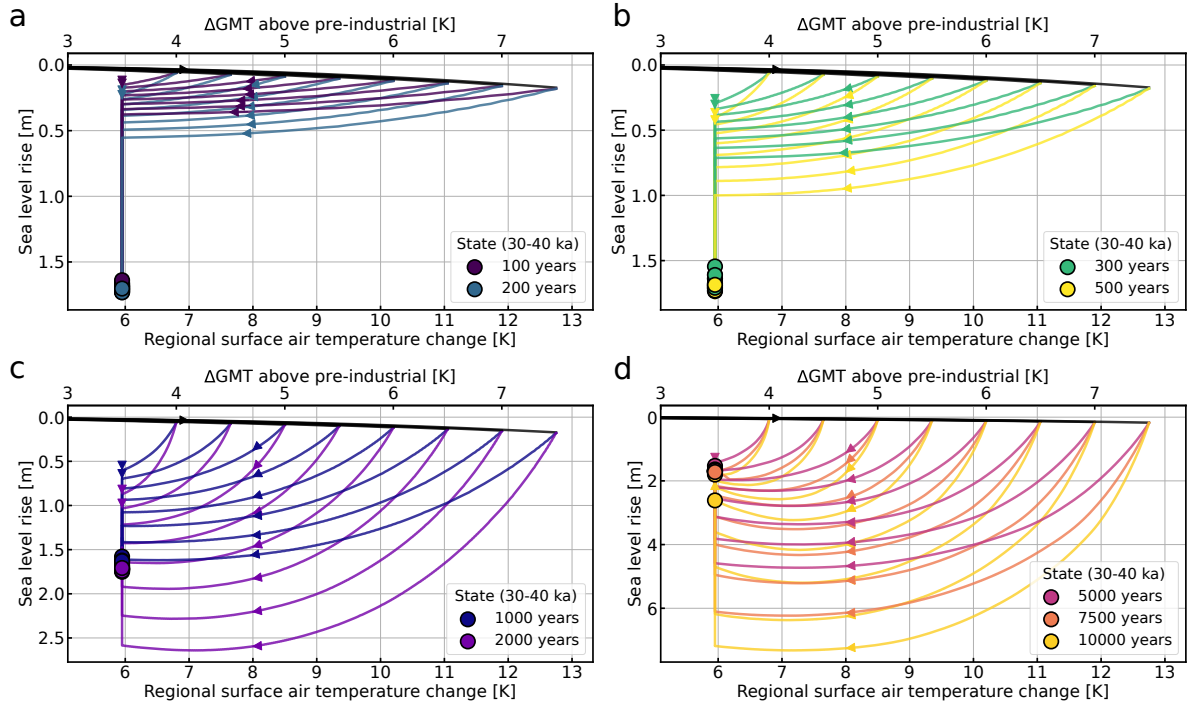 a
ΔGMT above pre-industrial [K]
3 4 5 6 7
0.0
0.5
1.0
1.5
Sea level rise [m]
State (30-40 ka)
100 years
200 years
6 7 8 9 10 11 12 13
Regional surface air temperature change [K]
b
ΔGMT above pre-industrial [K]
3 4 5 6 7
0.0
0.5
1.0
1.5
Sea level rise [m]
State (30-40 ka)
300 years
500 years
6 7 8 9 10 11 12 13
Regional surface air temperature change [K]
c
ΔGMT above pre-industrial [K]
3 4 5 6 7
0.0
0.5
1.0
1.5
2.0
2.5
Sea level rise [m]
State (30-40 ka)
1000 years
2000 years
6 7 8 9 10 11 12 13
Regional surface air temperature change [K]
d
ΔGMT above pre-industrial [K]
3 4 5 6 7
0
2
4
6
Sea level rise [m]
State (30-40 ka)
5000 years
7500 years
10000 years
6 7 8 9 10 11 12 13
Regional surface air temperature change [K]